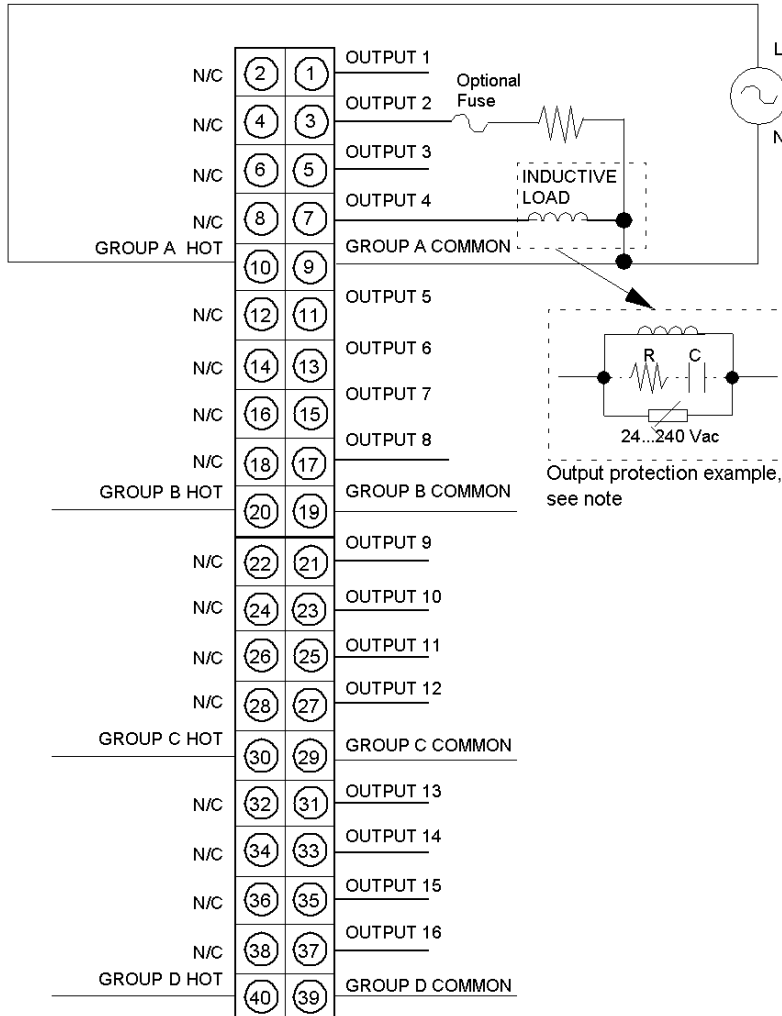 L
N
OUTPUT 1
N/C 2 1
Optional
Fuse
OUTPUT 2
N/C 4 3
OUTPUT 3
N/C 6 5
INDUCTIVE
LOAD
OUTPUT 4
N/C 8 7
GROUP A HOT 10 9 GROUP A COMMON
OUTPUT 5
N/C 12 11
OUTPUT 6
N/C 14 13
OUTPUT 7
N/C 16 15
OUTPUT 8
N/C 18 17
R C
24...240 Vac
Output protection example,
see note
GROUP B HOT 20 19 GROUP B COMMON
OUTPUT 9
N/C 22 21
OUTPUT 10
N/C 24 23
OUTPUT 11
N/C 26 25
OUTPUT 12
N/C 28 27
GROUP C HOT 30 29 GROUP C COMMON
OUTPUT 13
N/C 32 31
OUTPUT 14
N/C 34 33
OUTPUT 15
N/C 36 35
OUTPUT 16
N/C 38 37
GROUP D HOT 40 39 GROUP D COMMON